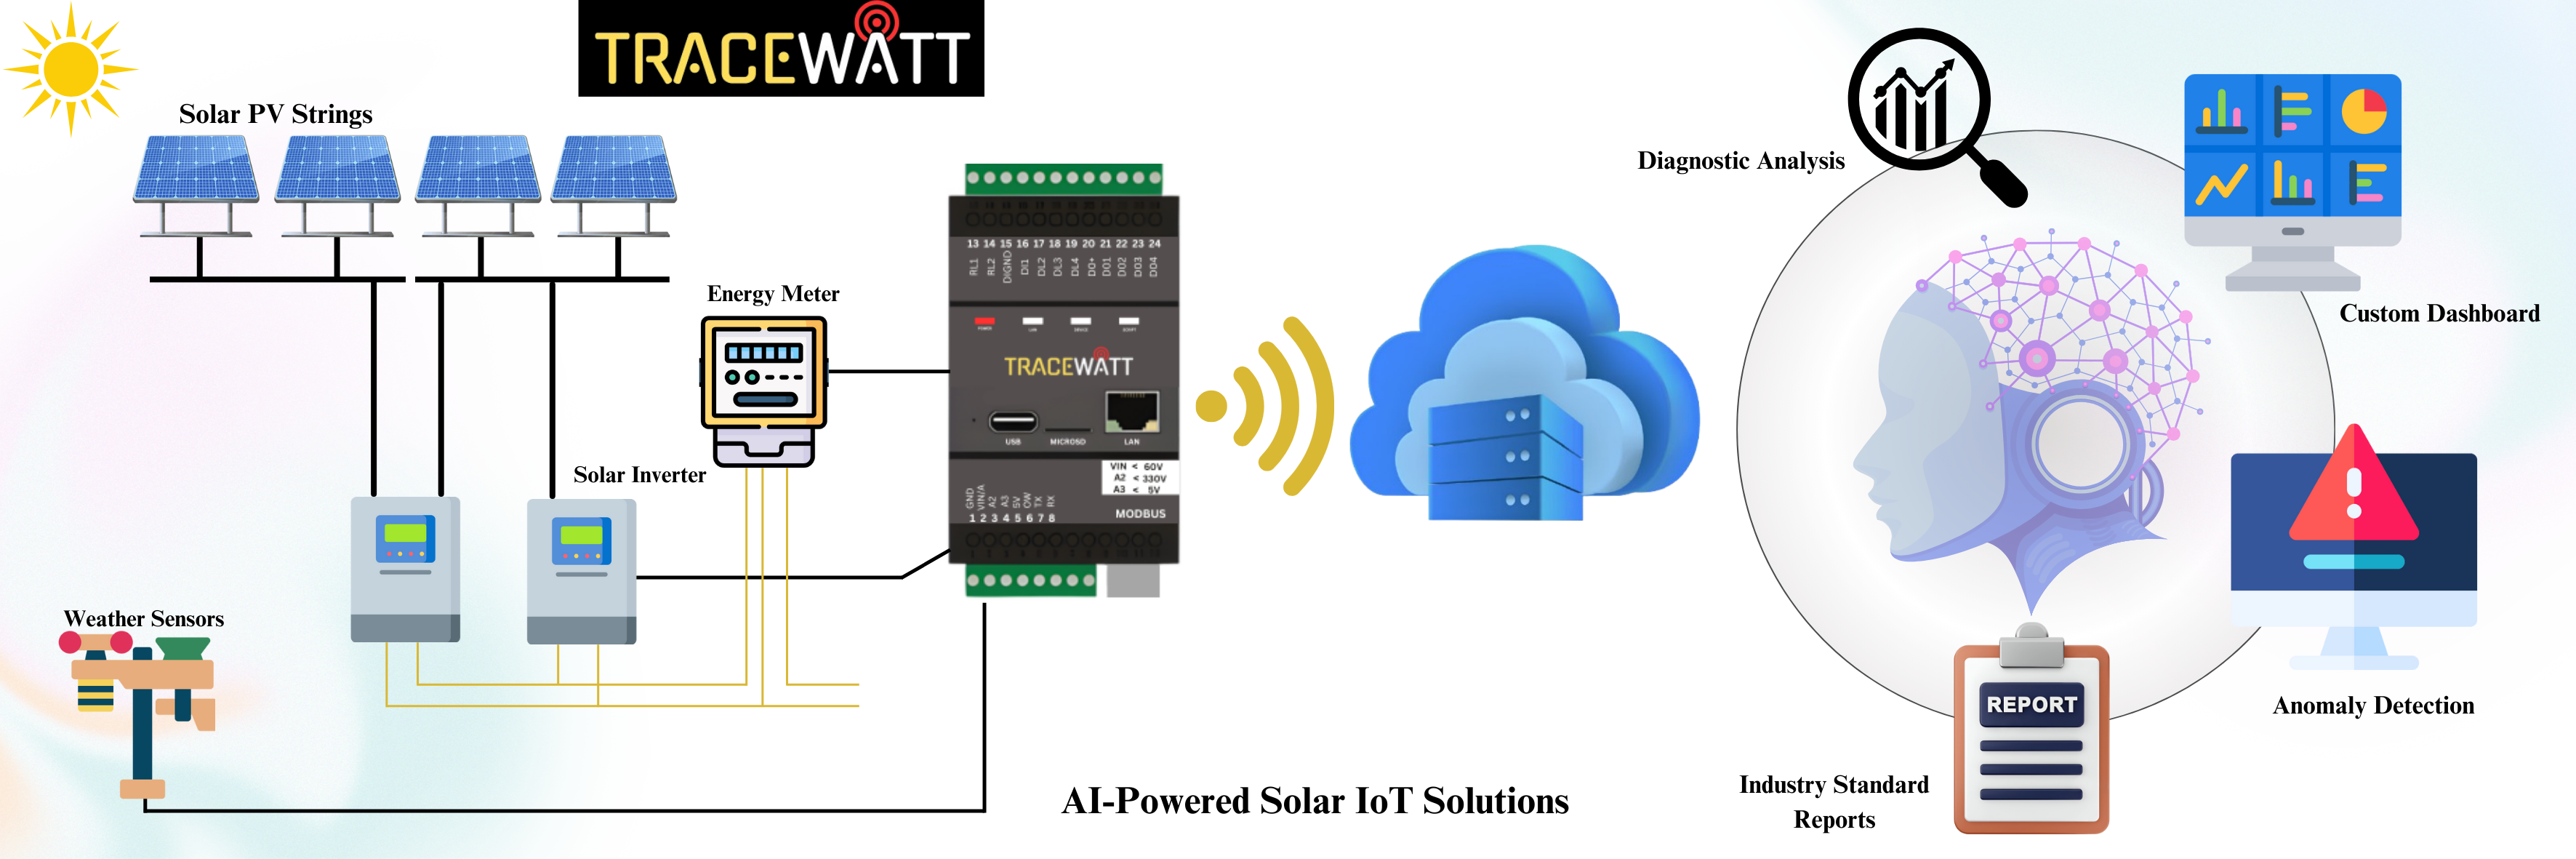 TRACEWATT
Solar PV Strings
Diagnostic Analysis
Custom Dashboard
Energy Meter
Solar Inverter
Weather Sensors
13 14 15 16 17 18 19 20 21 22 23 24
RL1 RL2 DIGND DI1 DL2 DL3 DL4 DO+ DO1 DO2 DO3 DO4
POWER
TRACEWATT
USB MICROSD LAN
VIN < 60V
A2 < 330V
A3 < 5V
GND VIN/A A2 A3 5V OW TX RX
1 2 3 4 5 6 7 8
MODBUS
Anomaly Detection
REPORT
Industry Standard
Reports
AI-Powered Solar IoT Solutions